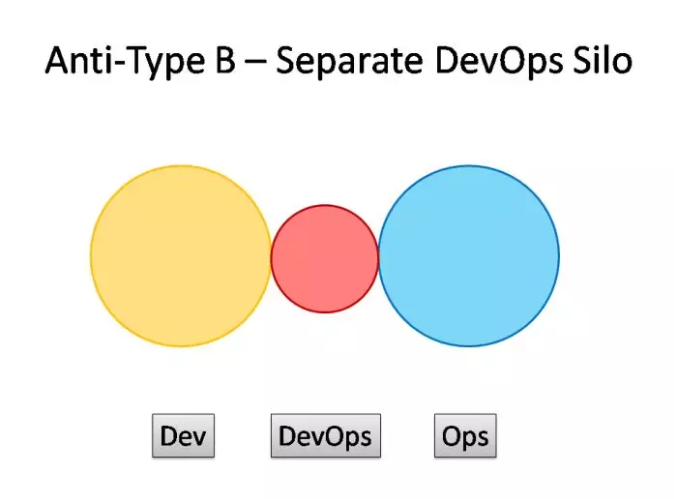 Anti-Type B – Separate DevOps Silo
Dev
DevOps
Ops